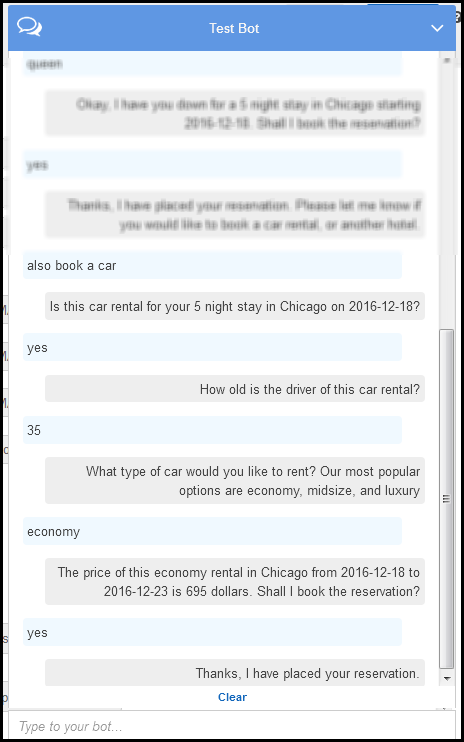 Test Bot
queen
Okay, I have you down for a 5 night stay in Chicago starting
2016-12-18. Shall I book the reservation?
yes
Thanks, I have placed your reservation. Please let me know if
you would like to book a car rental, or another hotel.
also book a car
Is this car rental for your 5 night stay in Chicago on 2016-12-18?
yes
How old is the driver of this car rental?
35
What type of car would you like to rent? Our most popular
options are economy, midsize, and luxury
economy
The price of this economy rental in Chicago from 2016-12-18 to
2016-12-23 is 695 dollars. Shall I book the reservation?
yes
Thanks, I have placed your reservation.
Clear
Type to your bot...